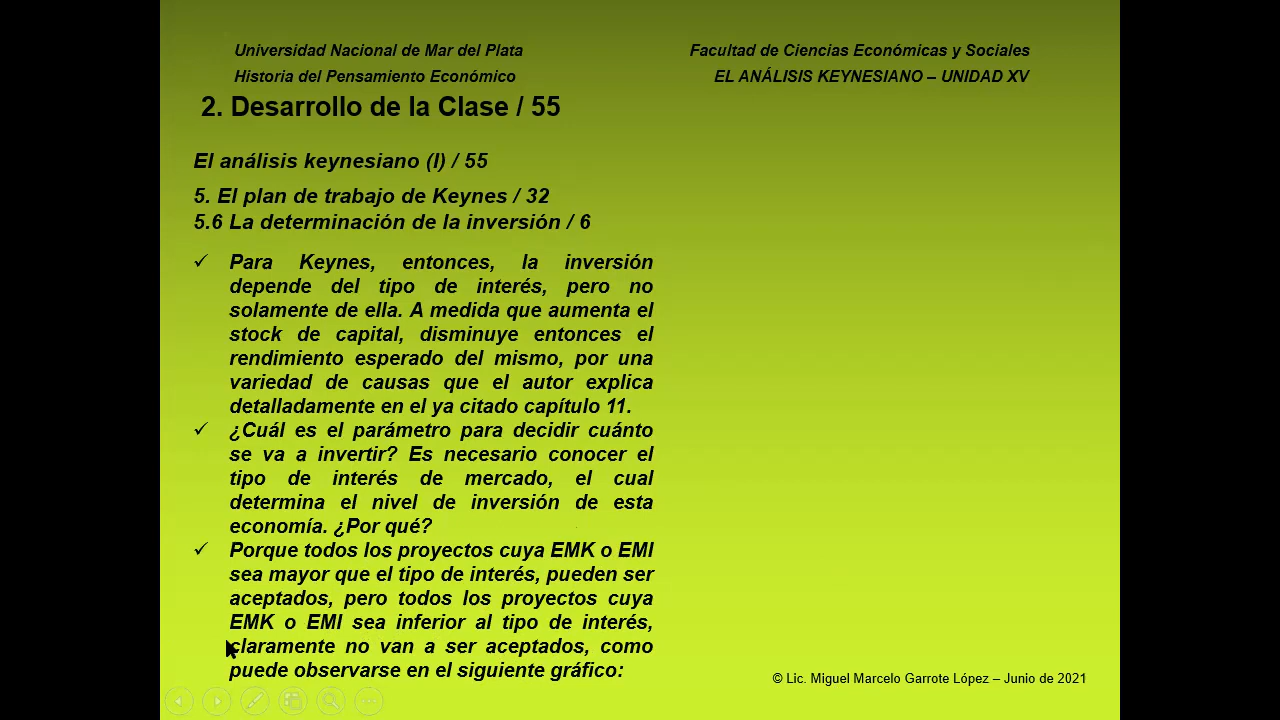 Universidad Nacional de Mar del Plata
Facultad de Ciencias Económicas y Sociales
Historia del Pensamiento Económico
EL ANÁLISIS KEYNESIANO – UNIDAD XV
2. Desarrollo de la Clase / 55
El análisis keynesiano (I) / 55
5. El plan de trabajo de Keynes / 32
5.6 La determinación de la inversión / 6
✓ Para Keynes, entonces, la inversión
depende del tipo de interés, pero no
solamente de ella. A medida que aumenta el
stock de capital, disminuye entonces el
rendimiento esperado del mismo, por una
variedad de causas que el autor explica
detalladamente en el ya citado capítulo 11.
✓ ¿Cuál es el parámetro para decidir cuánto
se va a invertir? Es necesario conocer el
tipo de interés de mercado, el cual
determina el nivel de inversión de esta
economía. ¿Por qué?
✓ Porque todos los proyectos cuya EMK o EMI
sea mayor que el tipo de interés, pueden ser
aceptados, pero todos los proyectos cuya
EMK o EMI sea inferior al tipo de interés,
claramente no van a ser aceptados, como
puede observarse en el siguiente gráfico:
© Lic. Miguel Marcelo Garrote López – Junio de 2021